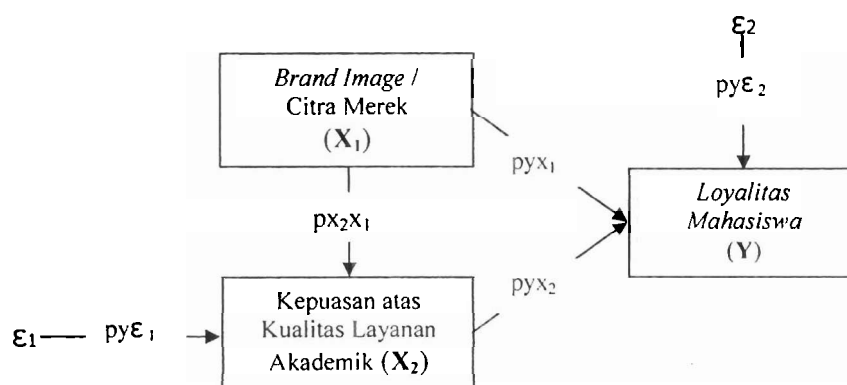 ε2
pyε₂
Brand Image /
Citra Merek
(X₁)
pyx₁
Loyalitas
Mahasiswa
(Y)
px₂x₁
pyx₂
Kepuasan atas
Kualitas Layanan
Akademik (X₂)
ε1
pyε₁